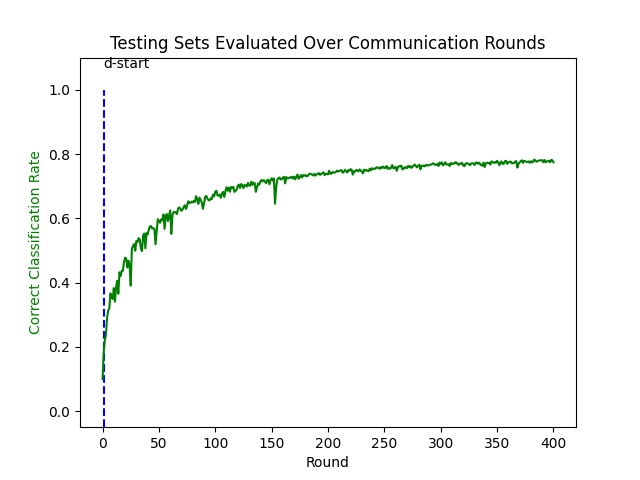 Testing Sets Evaluated Over Communication Rounds
d-start
Correct Classification Rate
1.0
0.8
0.6
0.4
0.2
0.0
0 50 100 150 200 250 300 350 400
Round